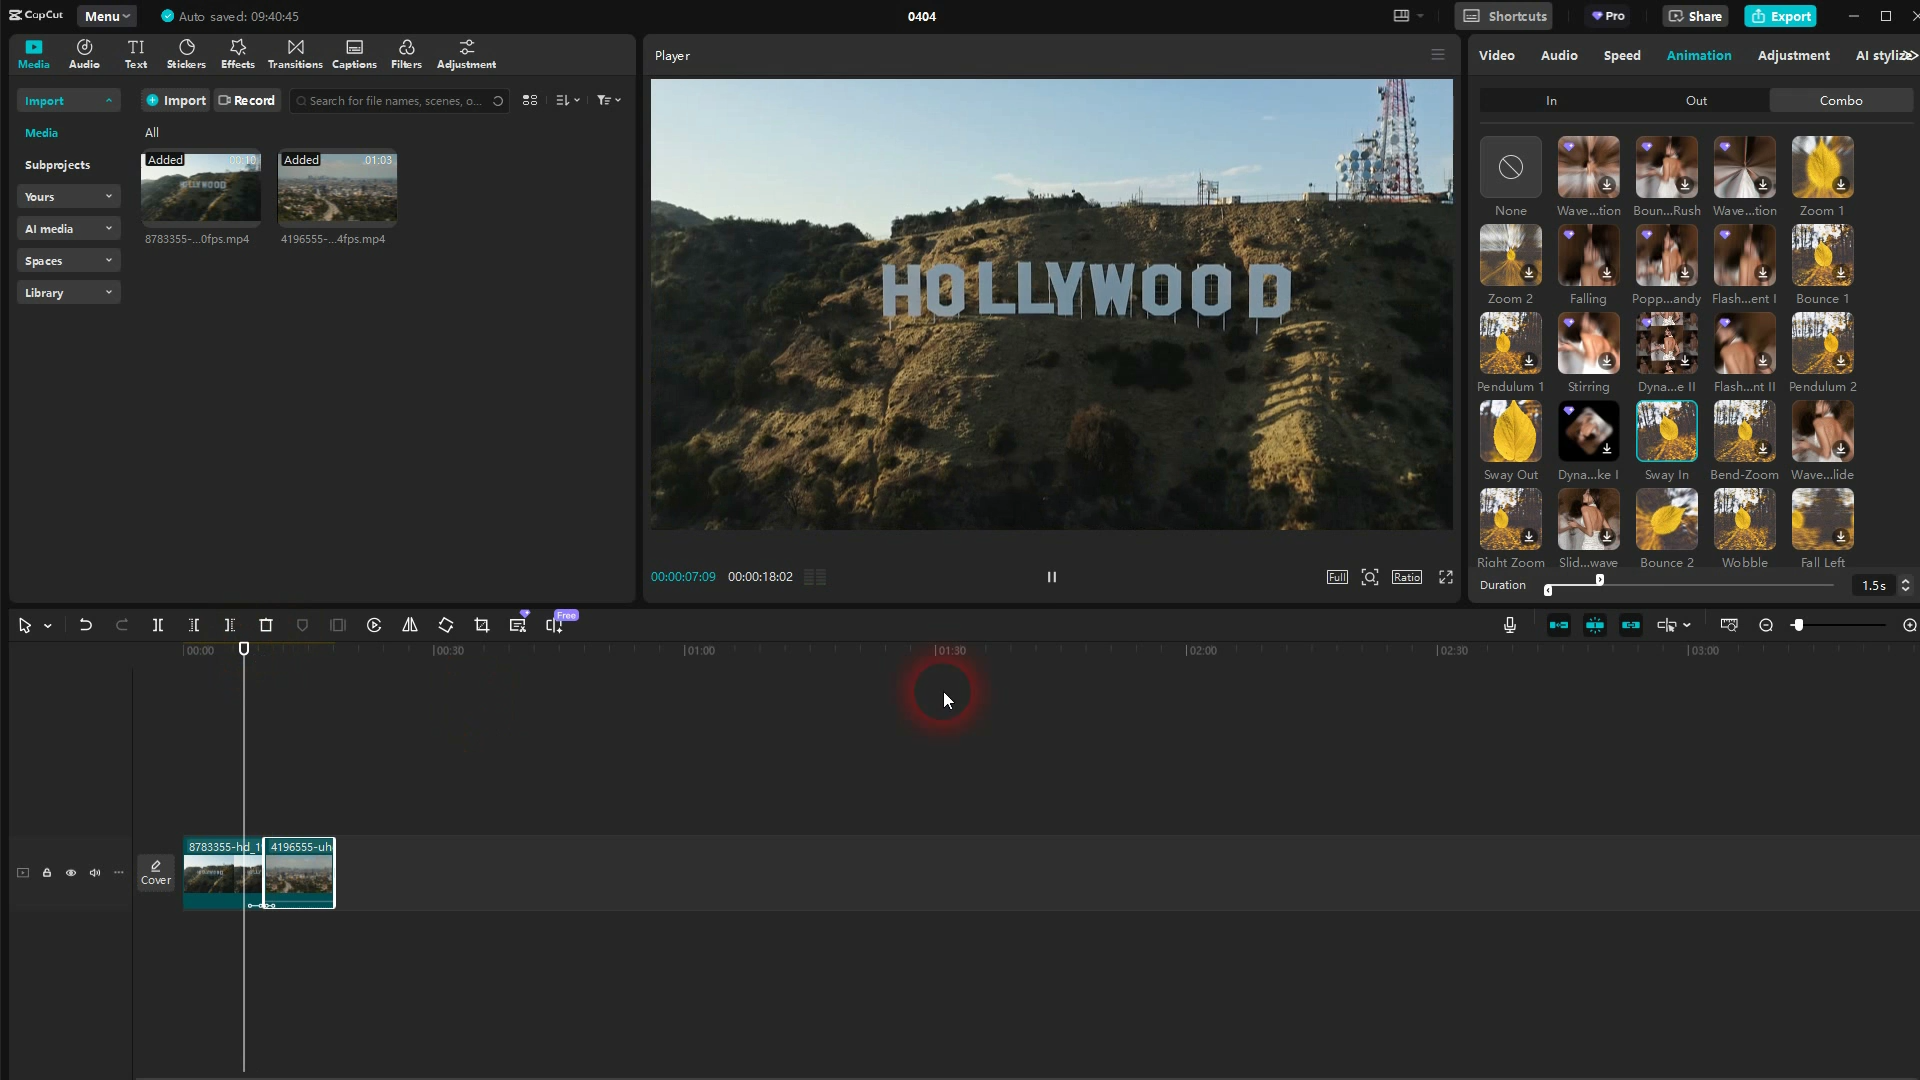 CapCut
Menu
Auto saved: 09:40:45
0404
Shortcuts
Pro
Share
Export
Media
Audio
Text
Stickers
Effects
Transitions
Captions
Filters
Adjustment
Import
Media
Subprojects
Yours
AI media
Spaces
Library
Import
Record
Search for file names, scenes, o...
All
Added
00:10
Added
01:03
8783355-...0fps.mp4
4196555-...4fps.mp4
Player
HOLLYWOOD
00:00:07:09
00:00:18:02
Full
Ratio
Video
Audio
Speed
Animation
Adjustment
AI stylize
In
Out
Combo
None
Wave...tion
Boun...Rush
Wave...tion
Zoom 1
Zoom 2
Falling
Popp...andy
Flash...ent I
Bounce 1
Pendulum 1
Stirring
Dyna...e II
Flash...nt II
Pendulum 2
Sway Out
Dyna...ke I
Sway In
Bend-Zoom
Wave...lide
Right Zoom
Slid...wave
Bounce 2
Wobble
Fall Left
Duration
1.5s
Free
00:00
00:30
01:00
01:30
02:00
02:30
03:00
Cover
8783355-hd_1
4196555-uh